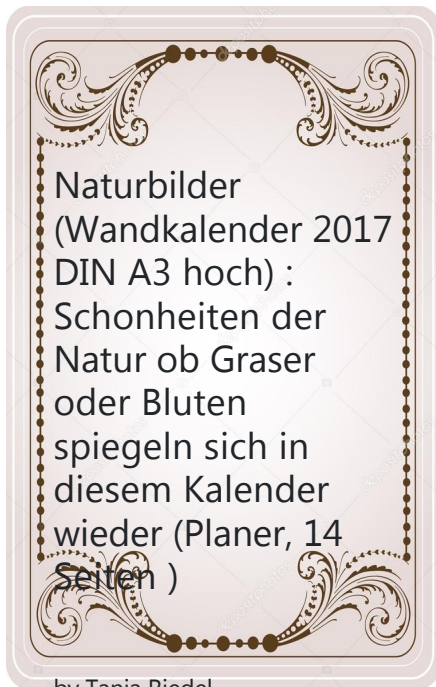 Naturbilder
(Wandkalender 2017
DIN A3 hoch) :
Schonheiten der
Natur ob Graser
oder Bluten
spiegeln sich in
diesem Kalender
wieder (Planer, 14
Seiten )
by Tanja Riedel